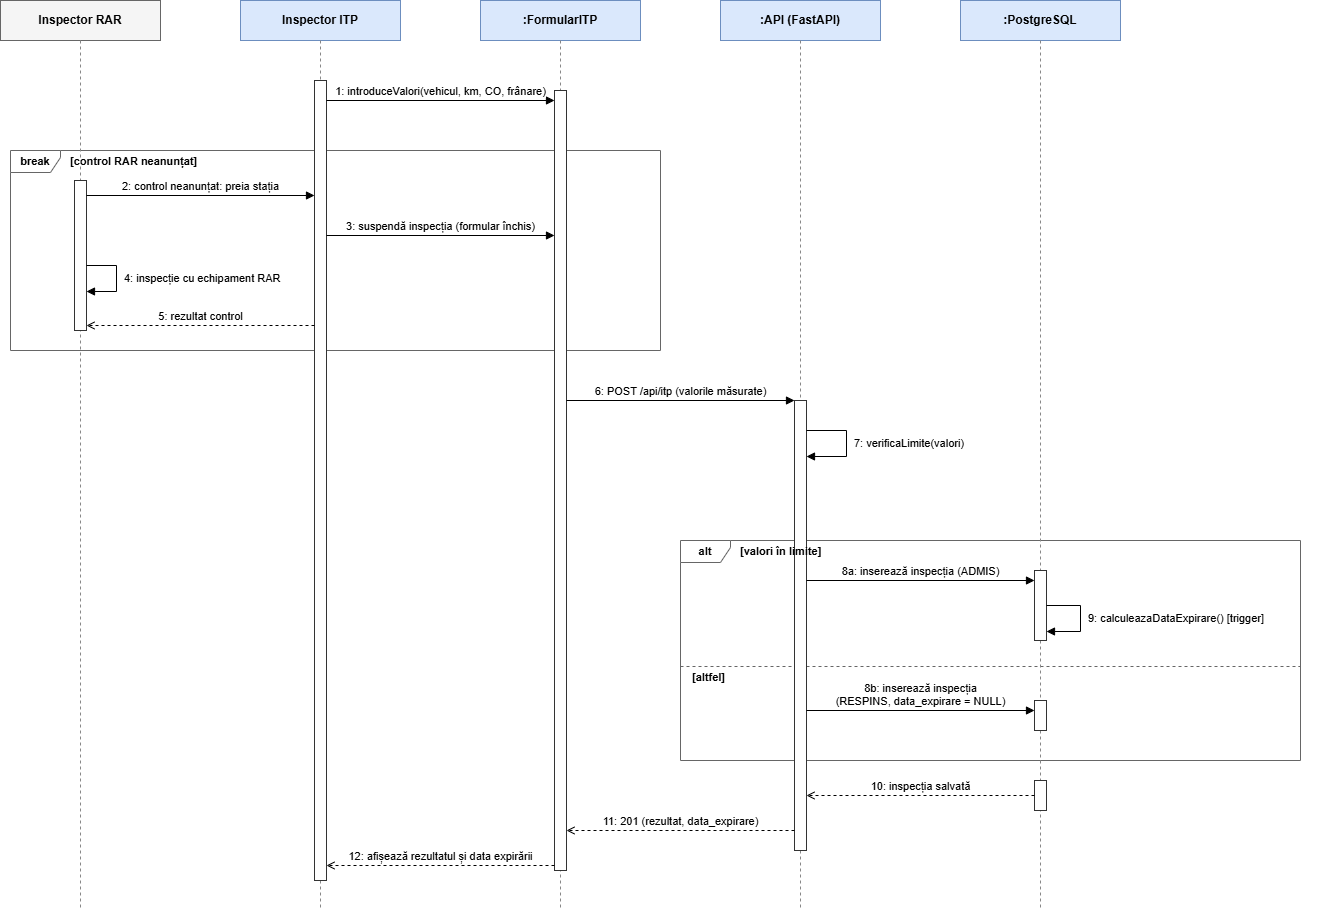 Inspector RAR
Inspector ITP
:FormularITP
:API (FastAPI)
:PostgreSQL
1: introduceValori(vehicul, km, CO, frânare)
break
[control RAR neanunțat]
2: control neanunțat: preia stația
3: suspendă inspecția (formular închis)
4: inspecție cu echipament RAR
5: rezultat control
6: POST /api/itp (valorile măsurate)
7: verificaLimite(valori)
alt
[valori în limite]
8a: inserează inspecția (ADMIS)
9: calculeazaDataExpirare() [trigger]
[altfel]
8b: inserează inspecția
(RESPINS, data_expirare = NULL)
10: inspecția salvată
11: 201 (rezultat, data_expirare)
12: afișează rezultatul și data expirării